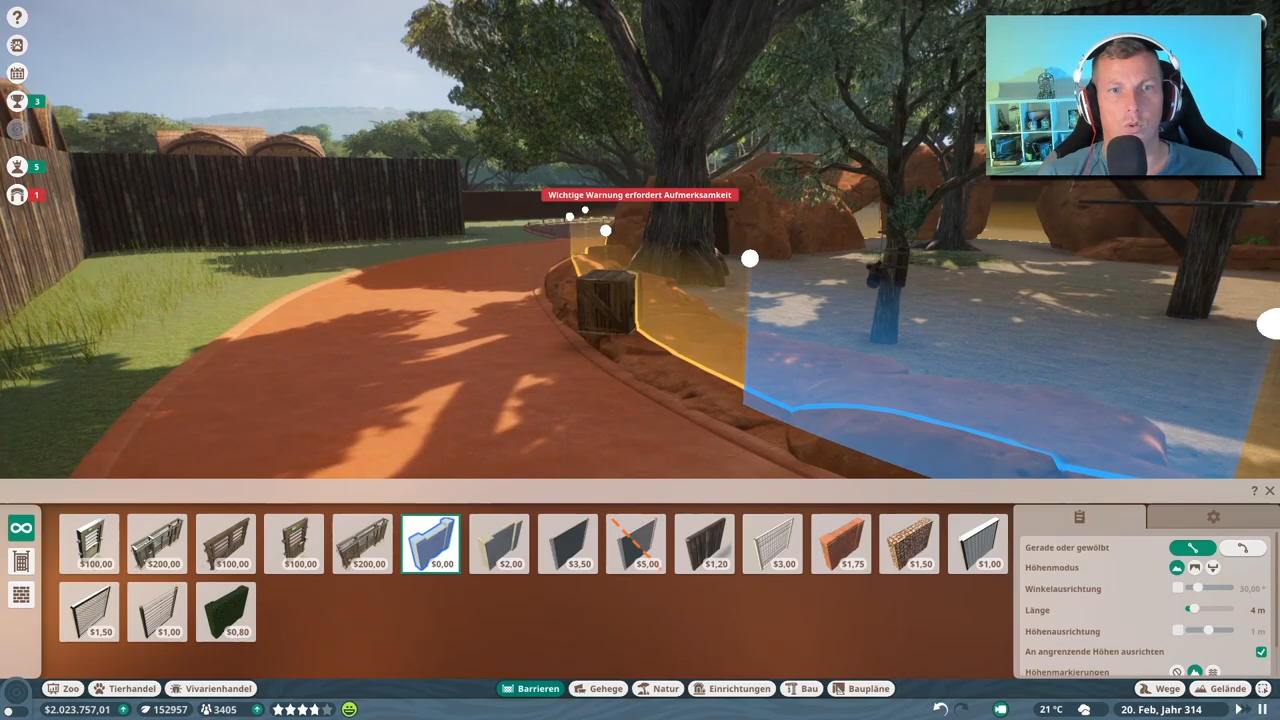 ?
3
5
1
Wichtige Warnung erfordert Aufmerksamkeit
? ×
$100,00 $200,00 $100,00 $100,00 $200,00 $0,00 $2,00 $3,50 $5,00 $1,20 $3,00 $1,75 $1,50 $1,00
$1,50 $1,00 $0,80
Gerade oder gewölbt
Höhenmodus
Winkelausrichtung 30,00 °
Länge 4 m
Höhenausrichtung 1 m
An angrenzende Höhen ausrichten
Höhenmarkierungen
Zoo Tierhandel Vivarienhandel Barrieren Gehege Natur Einrichtungen Bau Baupläne Wege Gelände
$2.023.757,01 152957 3405 21 °C 20. Feb, Jahr 314